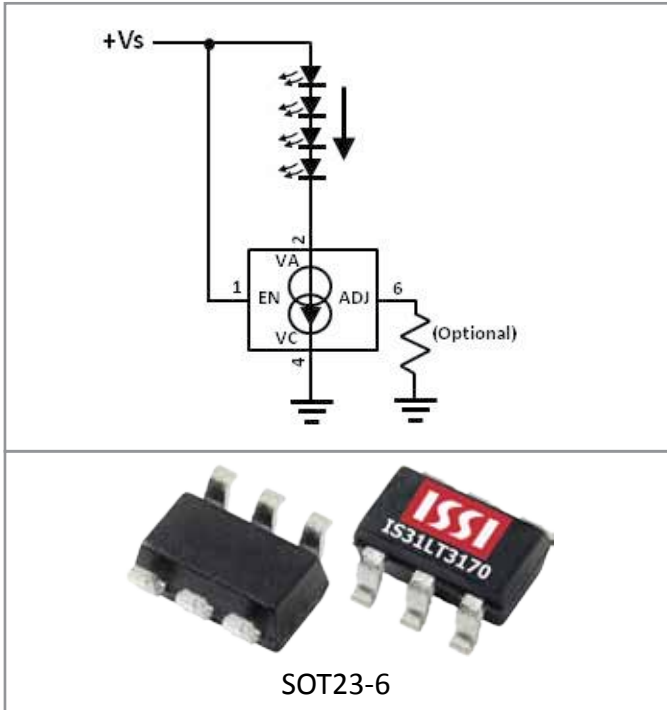 +Vs
2
VA
1
EN
ADJ
6
(Optional)
VC
4
ISSI
IS31LT3170
SOT23-6